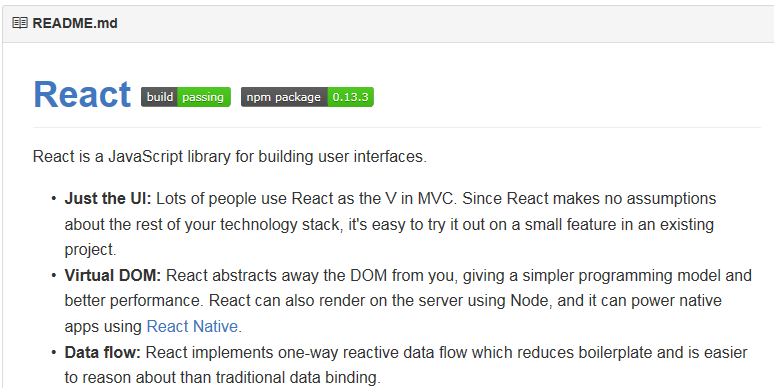 README.md
React build passing npm package 0.13.3
React is a JavaScript library for building user interfaces.
• Just the UI: Lots of people use React as the V in MVC. Since React makes no assumptions
about the rest of your technology stack, it's easy to try it out on a small feature in an existing
project.
• Virtual DOM: React abstracts away the DOM from you, giving a simpler programming model and
better performance. React can also render on the server using Node, and it can power native
apps using React Native.
• Data flow: React implements one-way reactive data flow which reduces boilerplate and is easier
to reason about than traditional data binding.